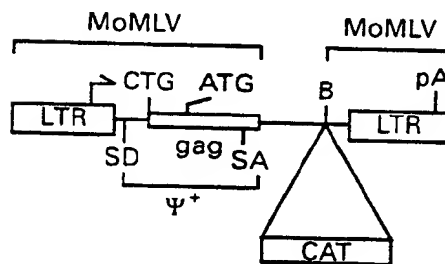 MoMLV MoMLV
CTG ATG B pA
LTR LTR
SD gag SA
Ψ+
CAT